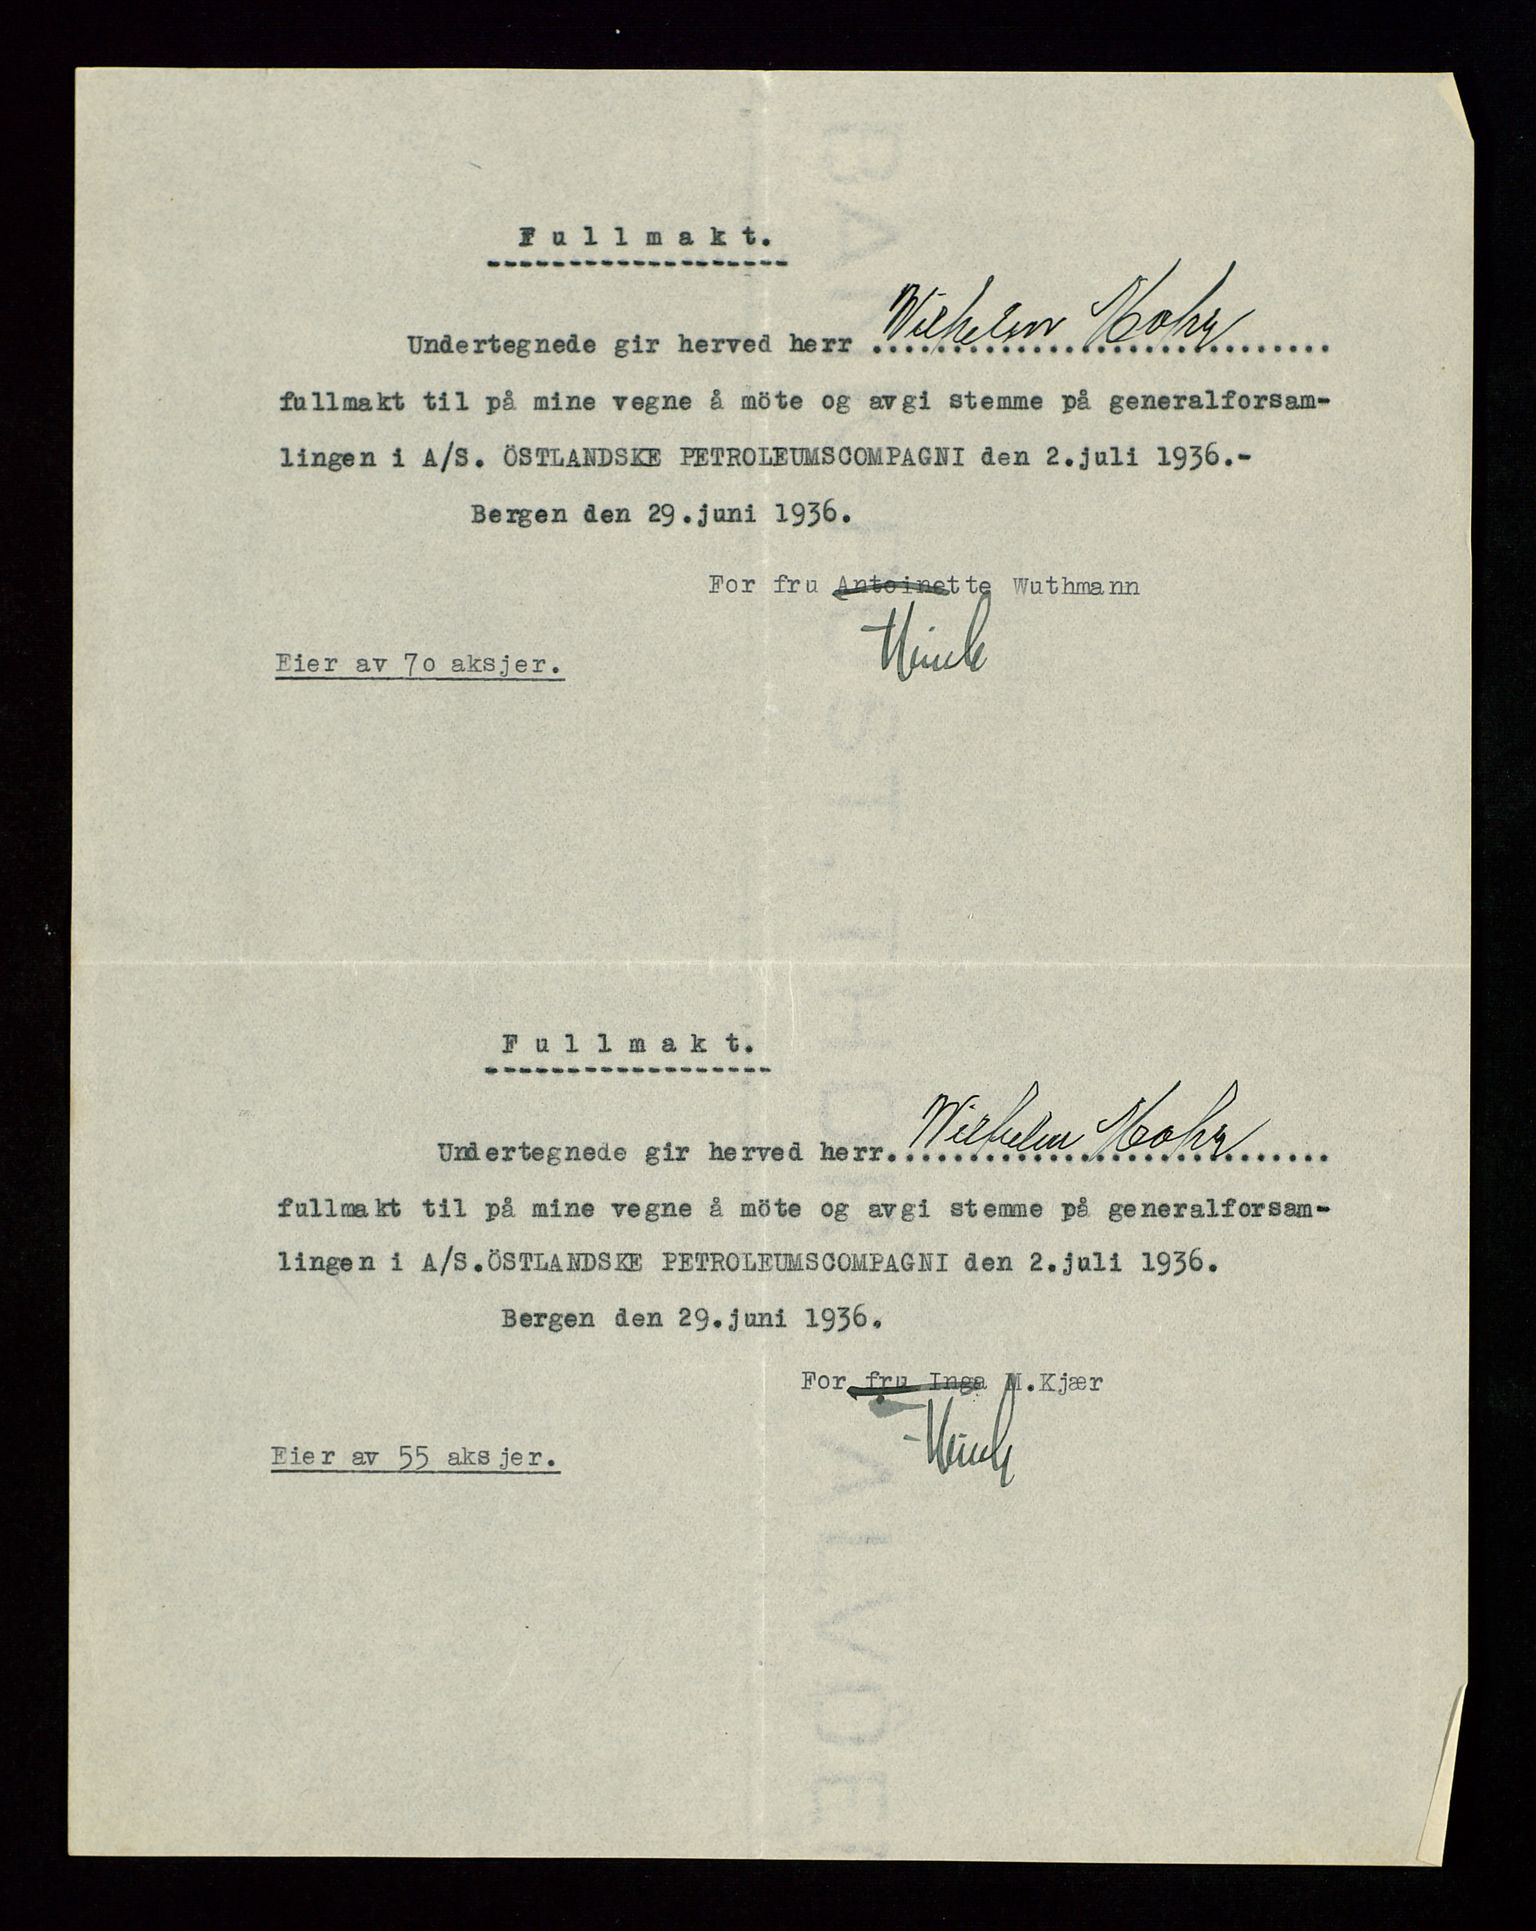 Fullmakt.
Undertegnede gir herved herr Wilhelm Mohr
fullmakt til på mine vegne å möte og avgi stemme på generalforsam-
lingen i A/S. ÖSTLANDSKE PETROLEUMSCOMPAGNI den 2.juli 1936.-
Bergen den 29.juni 1936.
For fru Antoinette Wuthmann
Eier av 70 aksjer.
Fullmakt.
Undertegnede gir herved herr. Wilhelm Mohr
fullmakt til på mine vegne å möte og avgi stemme på generalforsam-
lingen i A/S.ÖSTLANDSKE PETROLEUMSCOMPAGNI den 2.juli 1936.
Bergen den 29.juni 1936.
For fru Inga M.Kjær
Eier av 55 aksjer.